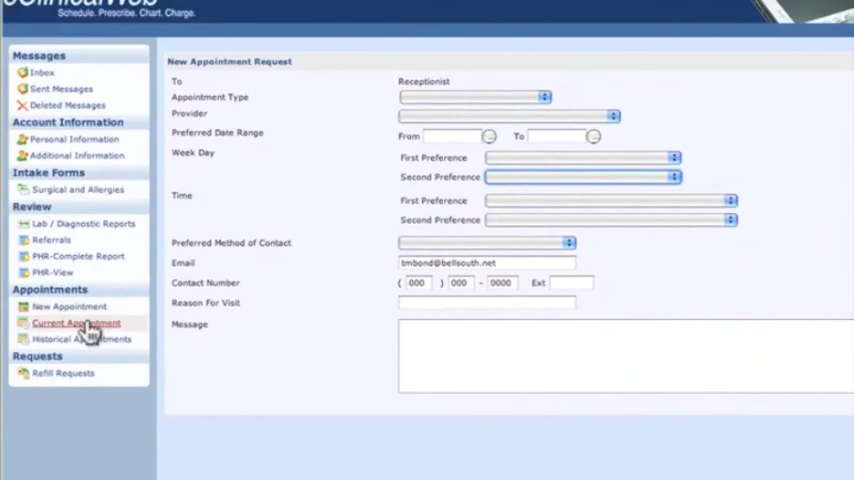 Schedule. Prescribe. Chart. Charge.
Messages
Inbox
Sent Messages
Deleted Messages
Account Information
Personal Information
Additional Information
Intake Forms
Surgical and Allergies
Review
Lab / Diagnostic Reports
Referrals
PHR-Complete Report
PHR-View
Appointments
New Appointment
Current Appointment
Historical Appointments
Requests
Refill Requests
New Appointment Request
To Receptionist
Appointment Type
Provider
Preferred Date Range From To
Week Day First Preference
Second Preference
Time First Preference
Second Preference
Preferred Method of Contact
Email tmbond@bellsouth.net
Contact Number ( 000 ) 000 - 0000 Ext
Reason For Visit
Message